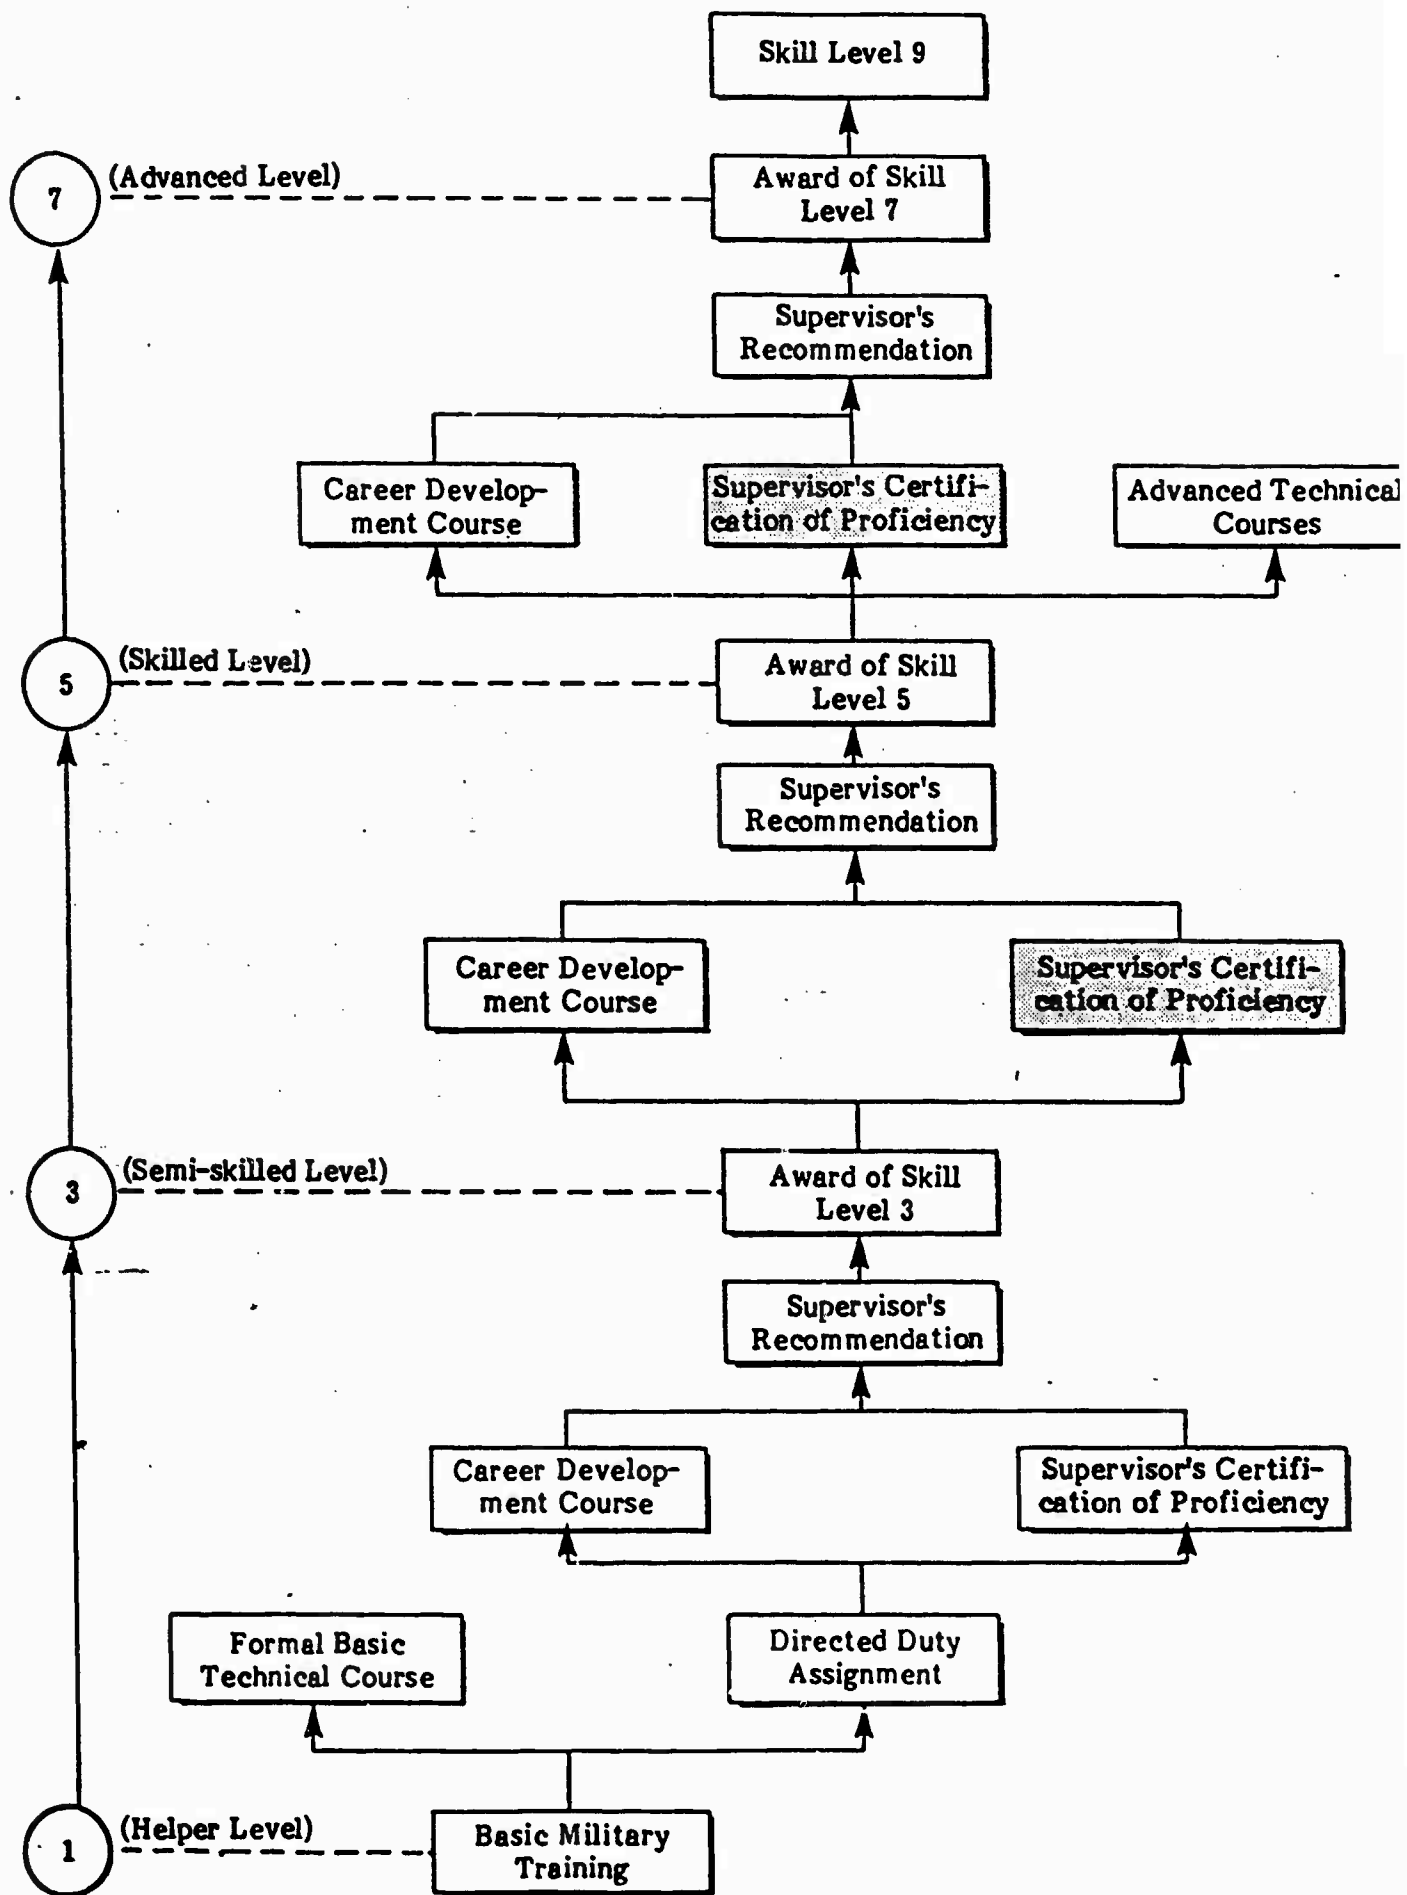 Skill Level 9
7
(Advanced Level)
Award of Skill
Level 7
Supervisor's
Recommendation
Career Develop-
ment Course
Supervisor's Certifi-
cation of Proficiency
Advanced Technical
Courses
5
(Skilled Level)
Award of Skill
Level 5
Supervisor's
Recommendation
Career Develop-
ment Course
Supervisor's Certifi-
cation of Proficiency
3
(Semi-skilled Level)
Award of Skill
Level 3
Supervisor's
Recommendation
Career Develop-
ment Course
Supervisor's Certifi-
cation of Proficiency
Formal Basic
Technical Course
Directed Duty
Assignment
1
(Helper Level)
Basic Military
Training